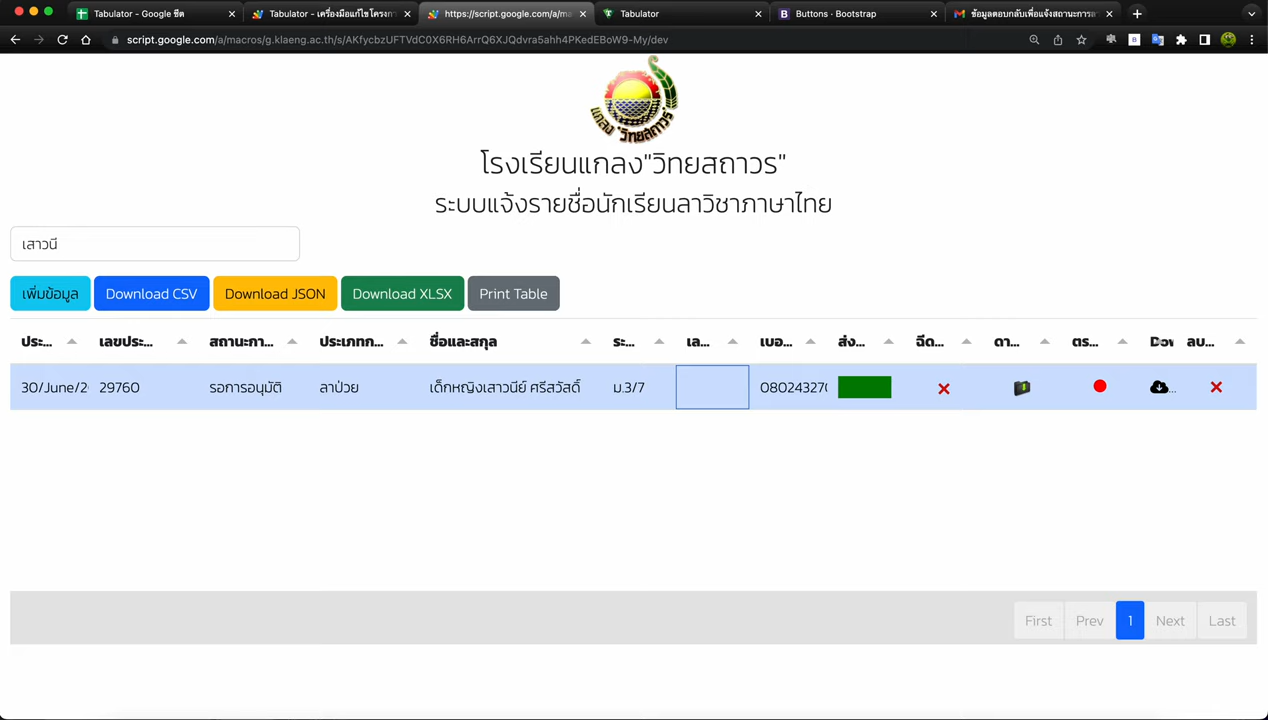 Tabulator - Google ชีต
Tabulator - เครื่องมือแก้ไขโครงกา
https://script.google.com/a/ma
Tabulator
Buttons · Bootstrap
ข้อมูลตอบกลับเพื่อแจ้งสถานะการลา
script.google.com/a/macros/g.klaeng.ac.th/s/AKfycbzUFTVdC0X6RH6ArrQ6XJQdvra5ahh4PKedEBoW9-My/dev
แกลง "วิทยสถาวร"
โรงเรียนแกลง"วิทยสถาวร"
ระบบแจ้งรายชื่อนักเรียนลาวิชาภาษาไทย
เสาวนี
เพิ่มข้อมูล Download CSV Download JSON Download XLSX Print Table
ประ... เลขประ... สถานะกา... ประเภทก... ชื่อและสกุล ระ... เล... เบอ... ส่ง... ฉีด... ดา... ตร... Dow ลบ...
30/June/2 29760 รอการอนุมัติ ลาป่วย เด็กหญิงเสาวนีย์ ศรีสวัสดิ์ ม.3/7 08024327 ...
First Prev 1 Next Last